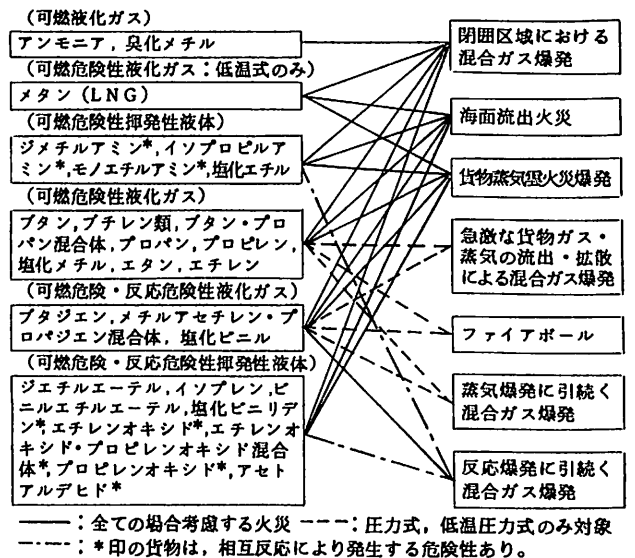 (可燃液化ガス)
アンモニア,臭化メチル
(可燃危険性液化ガス:低温式のみ)
メタン(LNG)
(可燃危険性揮発性液体)
ジメチルアミン*,イソプロピルア
ミン*,モノエチルアミン*,塩化エチル
(可燃危険性液化ガス)
ブタン,ブチレン類,ブタン・プロ
パン混合体,プロパン,プロピレン,
塩化メチル,エタン,エチレン
(可燃危険・反応危険性液化ガス)
ブタジエン,メチルアセチレン・プ
ロパジエン混合体,塩化ビニル
(可燃危険・反応危険性揮発性液体)
ジエチルエーテル,イソプレン,ビ
ニルエチルエーテル,塩化ビニリデ
ン*,エチレンオキシド*,エチレンオ
キシド・プロピレンオキシド混合
体*,プロピレンオキシド*,アセト
アルデヒド*
閉囲区域における
混合ガス爆発
海面流出火災
貨物蒸気雲火災爆発
急激な貨物ガス・
蒸気の流出・拡散
による混合ガス爆発
ファイアボール
蒸気爆発に引続く
混合ガス爆発
反応爆発に引続く
混合ガス爆発
:全ての場合考慮する火災
:圧力式,低温圧力式のみ対象
:*印の貨物は,相互反応により発生する危険性あり。